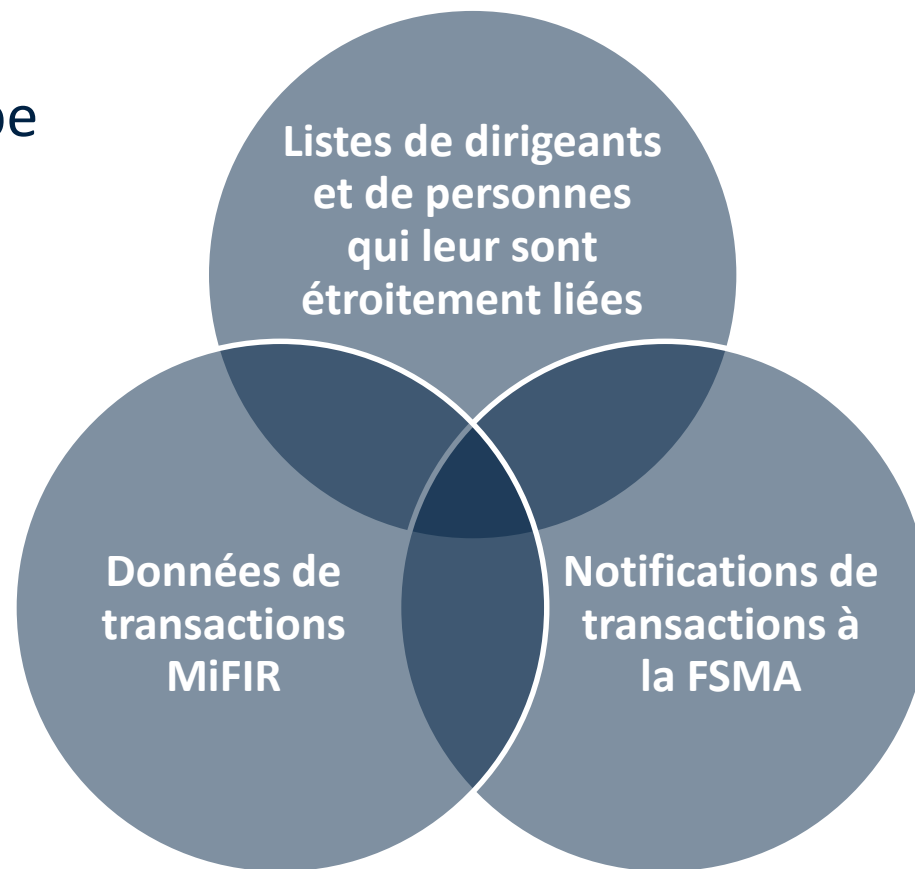 Listes de dirigeants
et de personnes
qui leur sont
étroitement liées
Données de
transactions
MiFIR
Notifications de
transactions à
la FSMA